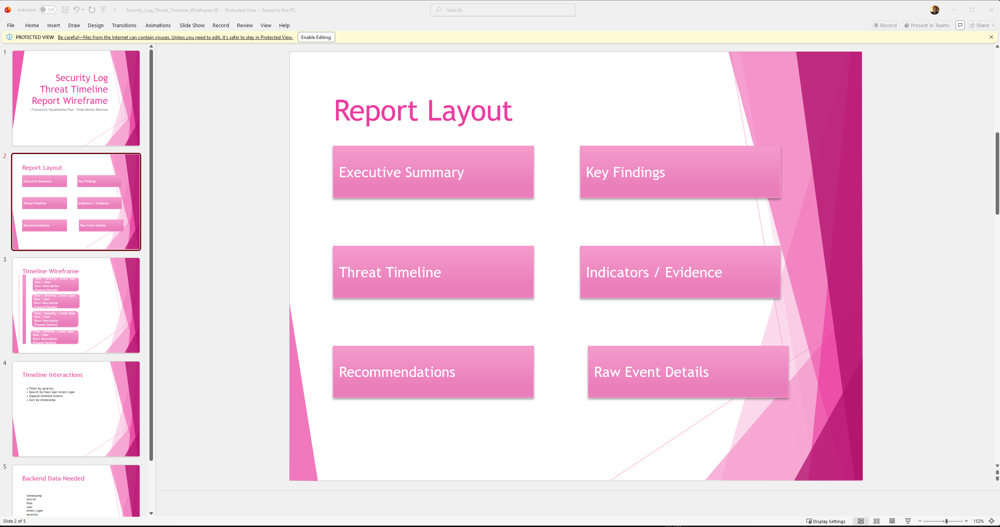 AutoSave Off
Security_Log_Threat_Timeline_Wireframe (4) - Protected View • Saved to this PC
Search
File Home Insert Draw Design Transitions Animations Slide Show Record Review View Help
Record Present in Teams Share
PROTECTED VIEW Be careful—files from the Internet can contain viruses. Unless you need to edit, it's safer to stay in Protected View. Enable Editing
1
Security Log
Threat Timeline
Report Wireframe
Frontend & Visualization Plan - Oriah Molton-Bowman
2
Report Layout
Executive Summary Key Findings
Threat Timeline Indicators / Evidence
Recommendations Raw Event Details
3
Timeline Wireframe
Time | Severity | Event Type
Host | User
Short Description
[Expand Details]
Time | Severity | Event Type
Host | User
Short Description
[Expand Details]
Time | Severity | Event Type
Host | User
Short Description
[Expand Details]
Time | Severity | Event Type
Host | User
Short Description
[Expand Details]
4
Timeline Interactions
• Filter by severity
• Search by host/user/event type
• Expand timeline events
• Sort by timestamp
5
Backend Data Needed
timestamp
source
host
user
event_type
severity
Report Layout
Executive Summary Key Findings
Threat Timeline Indicators / Evidence
Recommendations Raw Event Details
Slide 2 of 5
Display Settings
152%